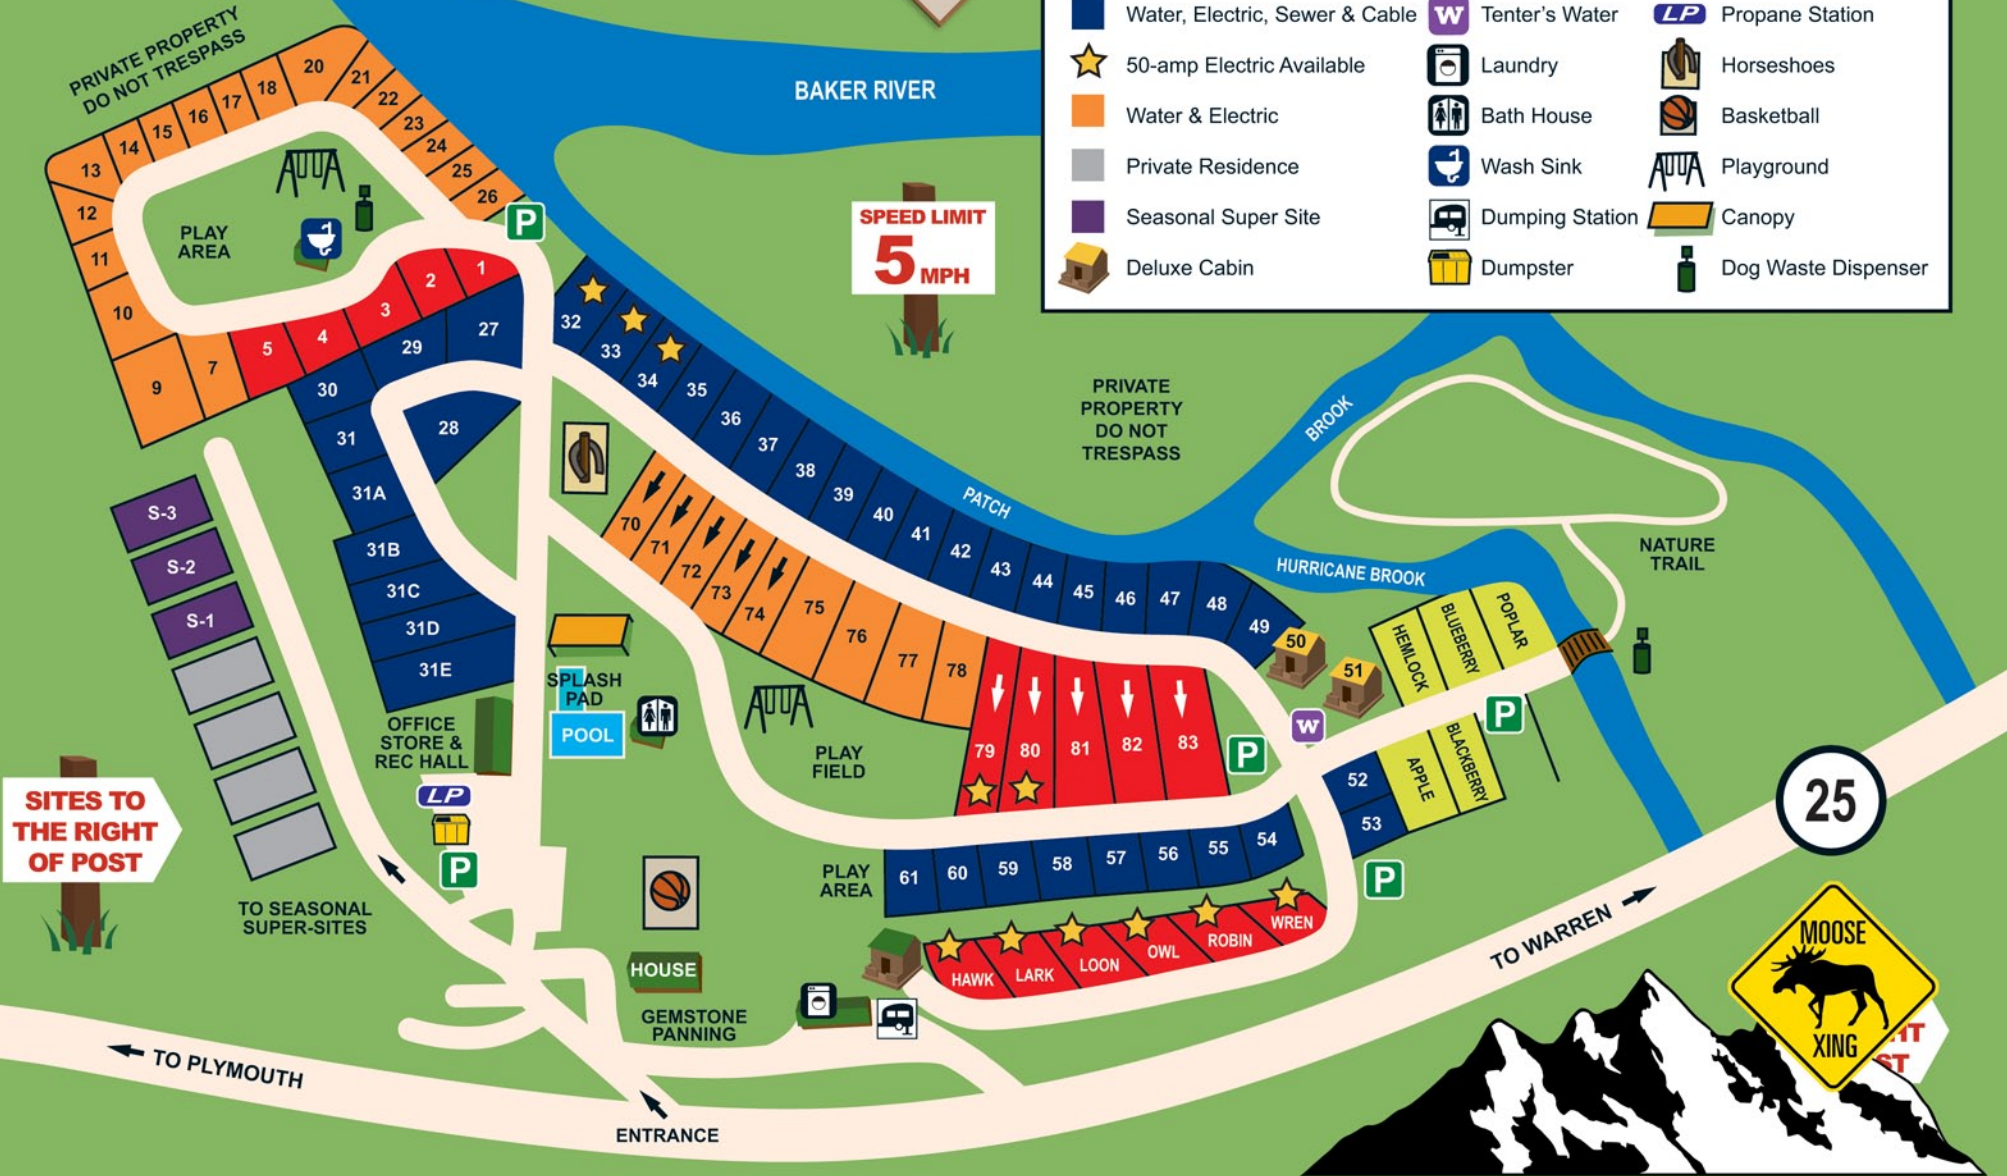 PRIVATE PROPERTY
DO NOT TRESPASS
BAKER RIVER
Water, Electric, Sewer & Cable
50-amp Electric Available
Water & Electric
Private Residence
Seasonal Super Site
Deluxe Cabin
W
Tenter's Water
Laundry
Bath House
Wash Sink
Dumping Station
Dumpster
LP
Propane Station
Horseshoes
Basketball
Playground
Canopy
Dog Waste Dispenser
SPEED LIMIT
5 MPH
20
21
22
23
24
25
26
18
17
16
15
14
13
12
11
10
9
7
PLAY
AREA
P
1
2
3
4
5
27
28
29
30
31
31A
31B
31C
31D
31E
32
33
34
35
36
37
38
39
40
41
42
43
44
45
46
47
48
49
50
51
PRIVATE
PROPERTY
DO NOT
TRESPASS
PATCH
BROOK
HURRICANE BROOK
NATURE
TRAIL
HEMLOCK
BLUEBERRY
POPLAR
P
W
APPLE
BLACKBERRY
52
53
P
70
71
72
73
74
75
76
77
78
79
80
81
82
83
P
S-3
S-2
S-1
SPLASH
PAD
POOL
OFFICE
STORE &
REC HALL
LP
P
PLAY
FIELD
PLAY
AREA
61
60
59
58
57
56
55
54
HAWK
LARK
LOON
OWL
ROBIN
WREN
SITES TO
THE RIGHT
OF POST
TO SEASONAL
SUPER-SITES
HOUSE
GEMSTONE
PANNING
TO PLYMOUTH
ENTRANCE
TO WARREN
25
MOOSE
XING